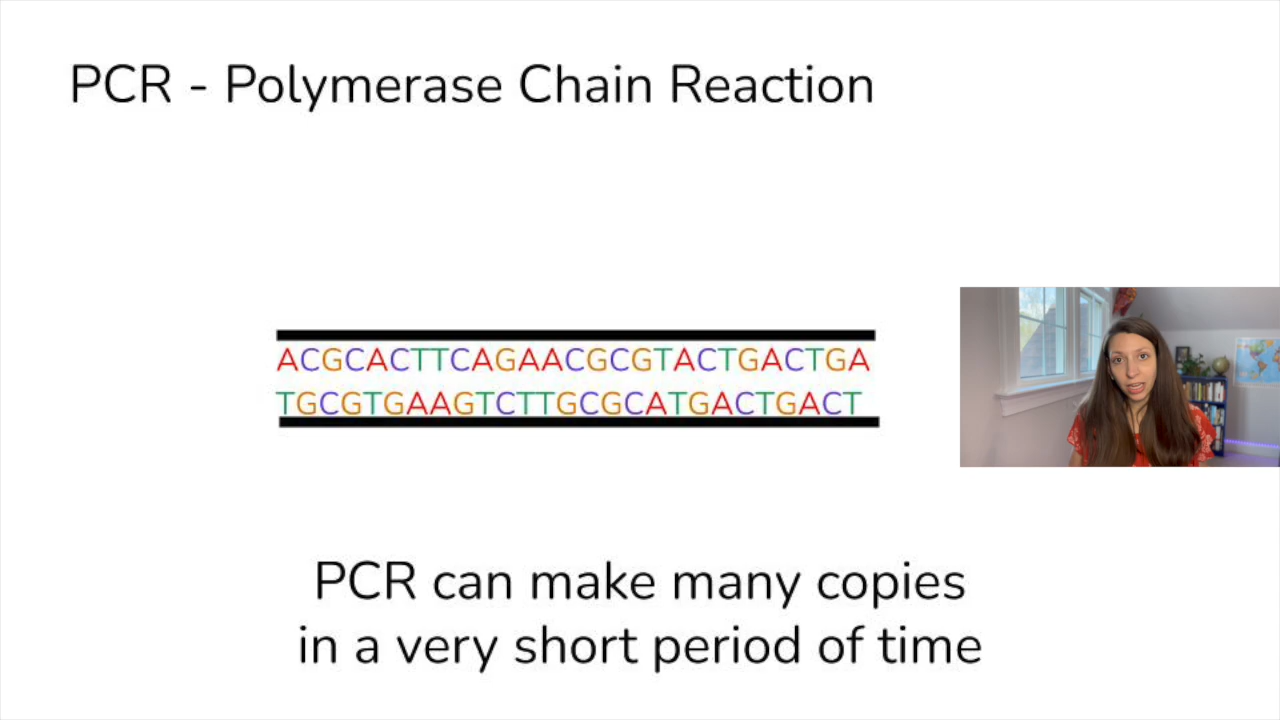 PCR - Polymerase Chain Reaction
ACGCACTTCAGAACGCGTACTGACTGA
TGCGTGAAGTCTTGCGCATGACTGACT
PCR can make many copies
in a very short period of time